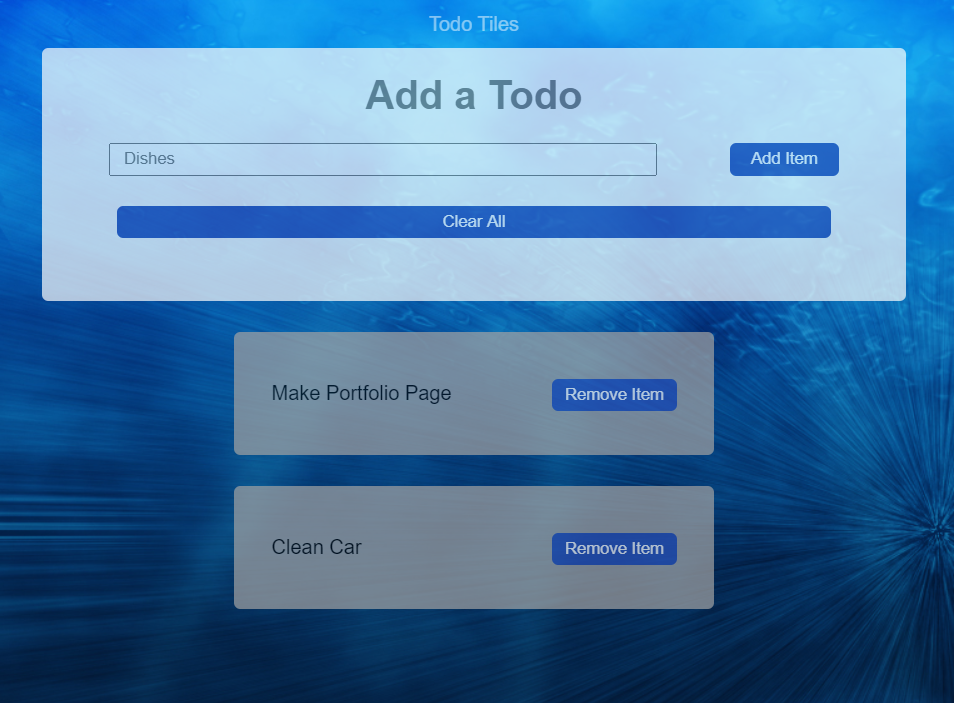 Todo Tiles
Add a Todo
Dishes
Add Item
Clear All
Make Portfolio Page
Remove Item
Clean Car
Remove Item